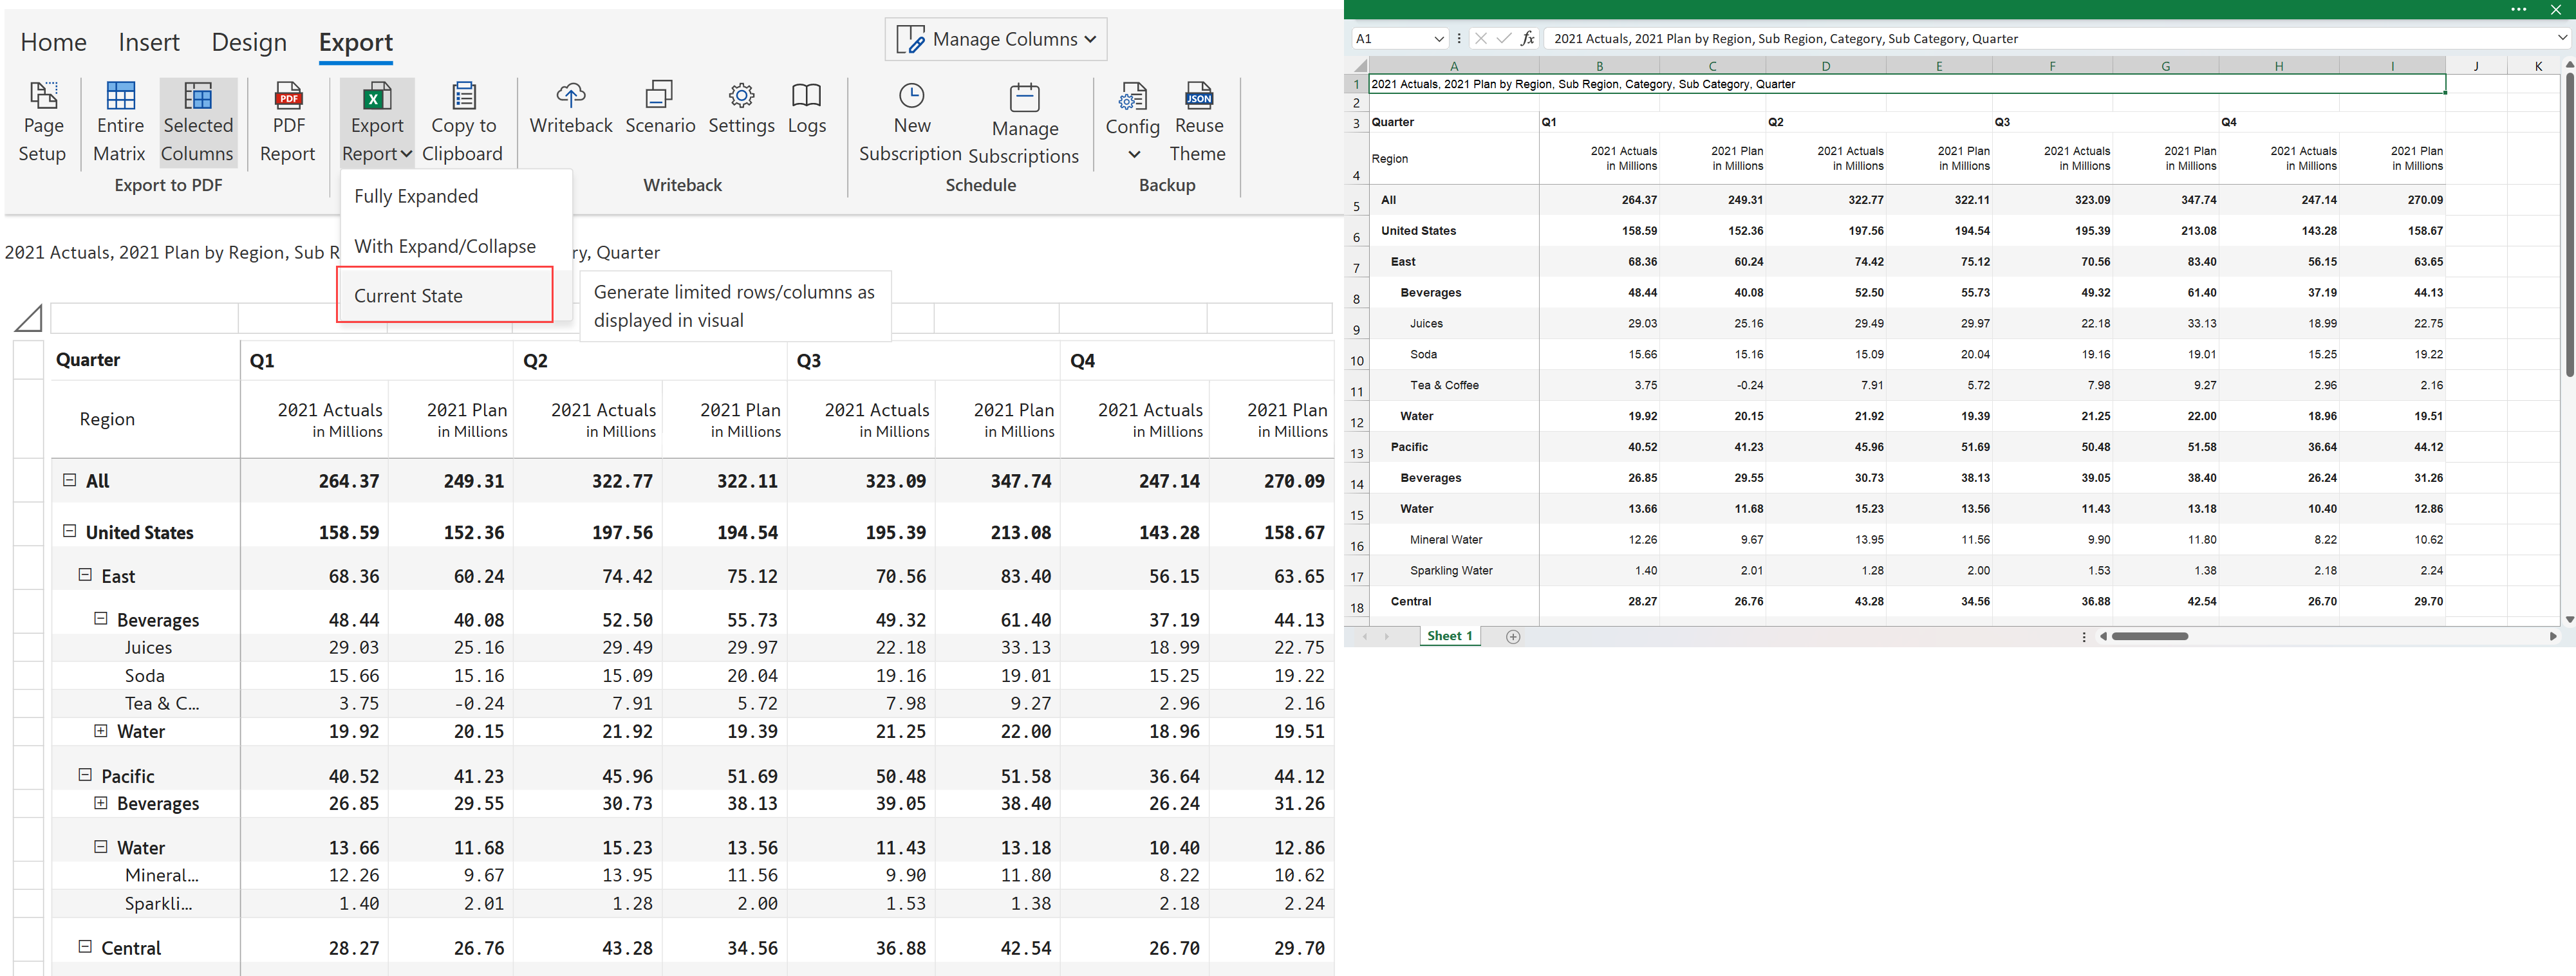 Home Insert Design Export
Manage Columns
Page Setup
Entire Matrix
Selected Columns
Export to PDF
PDF Report
Export Report
Copy to Clipboard
Writeback Scenario Settings Logs
Writeback
New Subscription
Manage Subscriptions
Schedule
Config
Reuse Theme
Backup
PDF
X
JSON
Fully Expanded
With Expand/Collapse
Current State
Generate limited rows/columns as
displayed in visual
2021 Actuals, 2021 Plan by Region, Sub R
ry, Quarter
Quarter Q1 Q2 Q3 Q4
Region 2021 Actuals in Millions 2021 Plan in Millions 2021 Actuals in Millions 2021 Plan in Millions 2021 Actuals in Millions 2021 Plan in Millions 2021 Actuals in Millions 2021 Plan in Millions
All 264.37 249.31 322.77 322.11 323.09 347.74 247.14 270.09
United States 158.59 152.36 197.56 194.54 195.39 213.08 143.28 158.67
East 68.36 60.24 74.42 75.12 70.56 83.40 56.15 63.65
Beverages 48.44 40.08 52.50 55.73 49.32 61.40 37.19 44.13
Juices 29.03 25.16 29.49 29.97 22.18 33.13 18.99 22.75
Soda 15.66 15.16 15.09 20.04 19.16 19.01 15.25 19.22
Tea & C... 3.75 -0.24 7.91 5.72 7.98 9.27 2.96 2.16
Water 19.92 20.15 21.92 19.39 21.25 22.00 18.96 19.51
Pacific 40.52 41.23 45.96 51.69 50.48 51.58 36.64 44.12
Beverages 26.85 29.55 30.73 38.13 39.05 38.40 26.24 31.26
Water 13.66 11.68 15.23 13.56 11.43 13.18 10.40 12.86
Mineral... 12.26 9.67 13.95 11.56 9.90 11.80 8.22 10.62
Sparkli... 1.40 2.01 1.28 2.00 1.53 1.38 2.18 2.24
Central 28.27 26.76 43.28 34.56 36.88 42.54 26.70 29.70
A1 fx 2021 Actuals, 2021 Plan by Region, Sub Region, Category, Sub Category, Quarter
A B C D E F G H I J K
1 2021 Actuals, 2021 Plan by Region, Sub Region, Category, Sub Category, Quarter
2
3 Quarter Q1 Q2 Q3 Q4
4 Region 2021 Actuals in Millions 2021 Plan in Millions 2021 Actuals in Millions 2021 Plan in Millions 2021 Actuals in Millions 2021 Plan in Millions 2021 Actuals in Millions 2021 Plan in Millions
5 All 264.37 249.31 322.77 322.11 323.09 347.74 247.14 270.09
6 United States 158.59 152.36 197.56 194.54 195.39 213.08 143.28 158.67
7 East 68.36 60.24 74.42 75.12 70.56 83.40 56.15 63.65
8 Beverages 48.44 40.08 52.50 55.73 49.32 61.40 37.19 44.13
9 Juices 29.03 25.16 29.49 29.97 22.18 33.13 18.99 22.75
10 Soda 15.66 15.16 15.09 20.04 19.16 19.01 15.25 19.22
11 Tea & Coffee 3.75 -0.24 7.91 5.72 7.98 9.27 2.96 2.16
12 Water 19.92 20.15 21.92 19.39 21.25 22.00 18.96 19.51
13 Pacific 40.52 41.23 45.96 51.69 50.48 51.58 36.64 44.12
14 Beverages 26.85 29.55 30.73 38.13 39.05 38.40 26.24 31.26
15 Water 13.66 11.68 15.23 13.56 11.43 13.18 10.40 12.86
16 Mineral Water 12.26 9.67 13.95 11.56 9.90 11.80 8.22 10.62
17 Sparkling Water 1.40 2.01 1.28 2.00 1.53 1.38 2.18 2.24
18 Central 28.27 26.76 43.28 34.56 36.88 42.54 26.70 29.70
Sheet 1